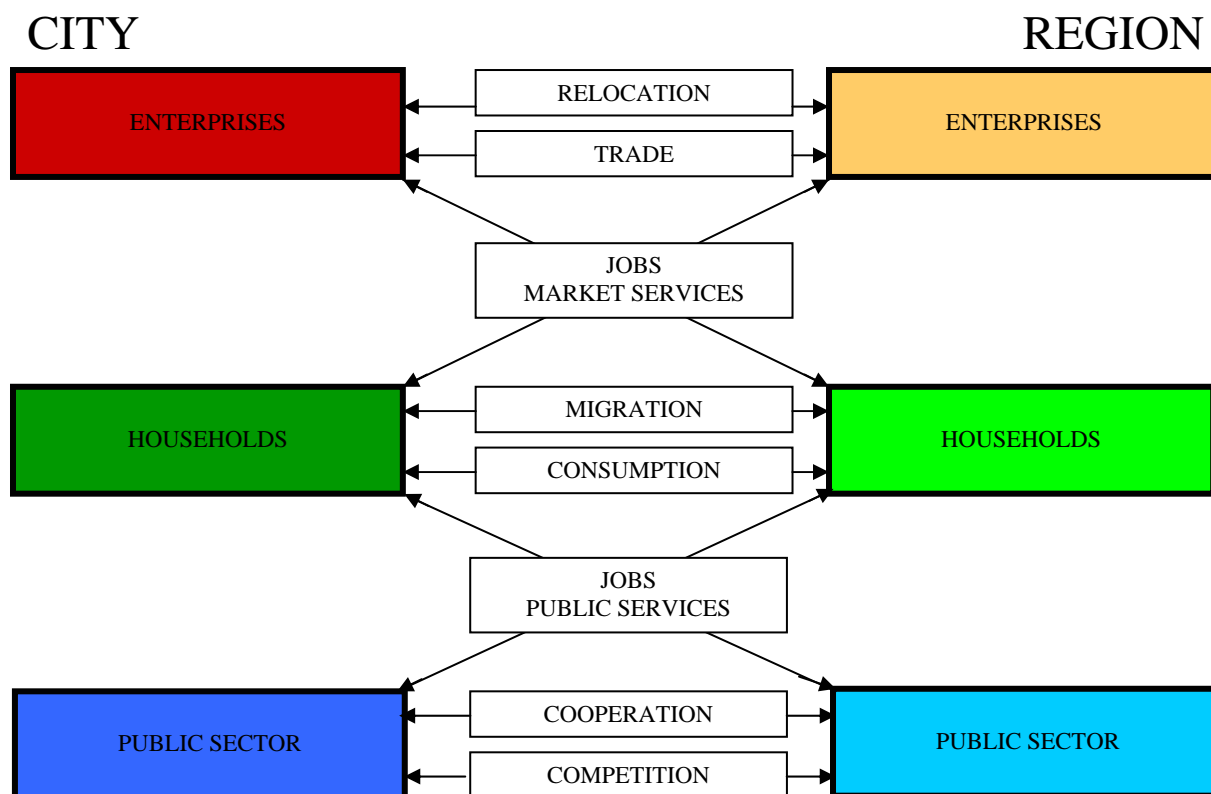 CITY
REGION
ENTERPRISES
RELOCATION
ENTERPRISES
TRADE
JOBS
MARKET SERVICES
HOUSEHOLDS
MIGRATION
HOUSEHOLDS
CONSUMPTION
JOBS
PUBLIC SERVICES
PUBLIC SECTOR
COOPERATION
PUBLIC SECTOR
COMPETITION